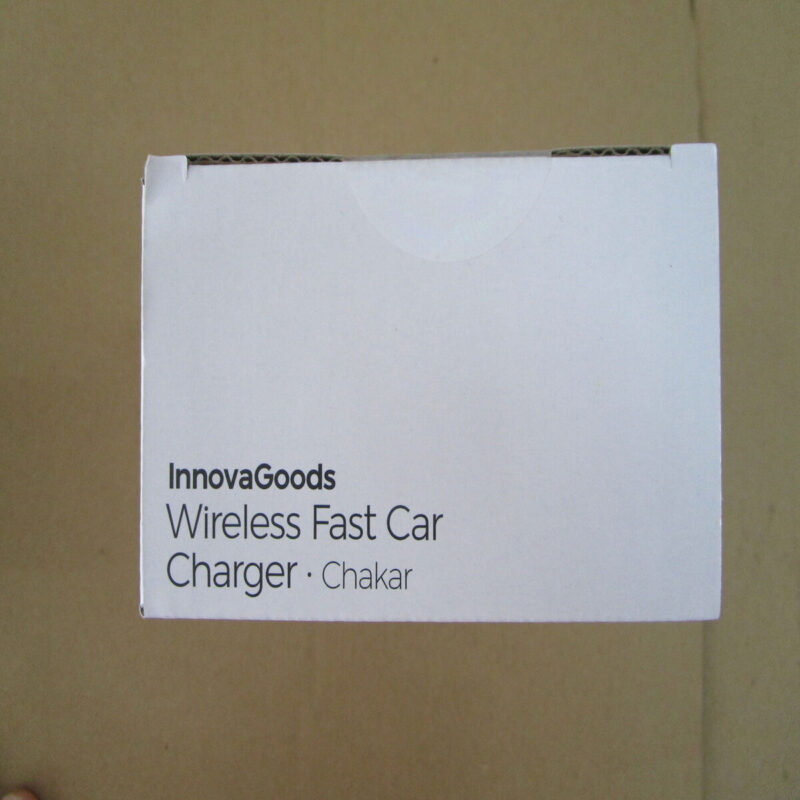 InnovaGoods
Wireless Fast Car
Charger · Chakar